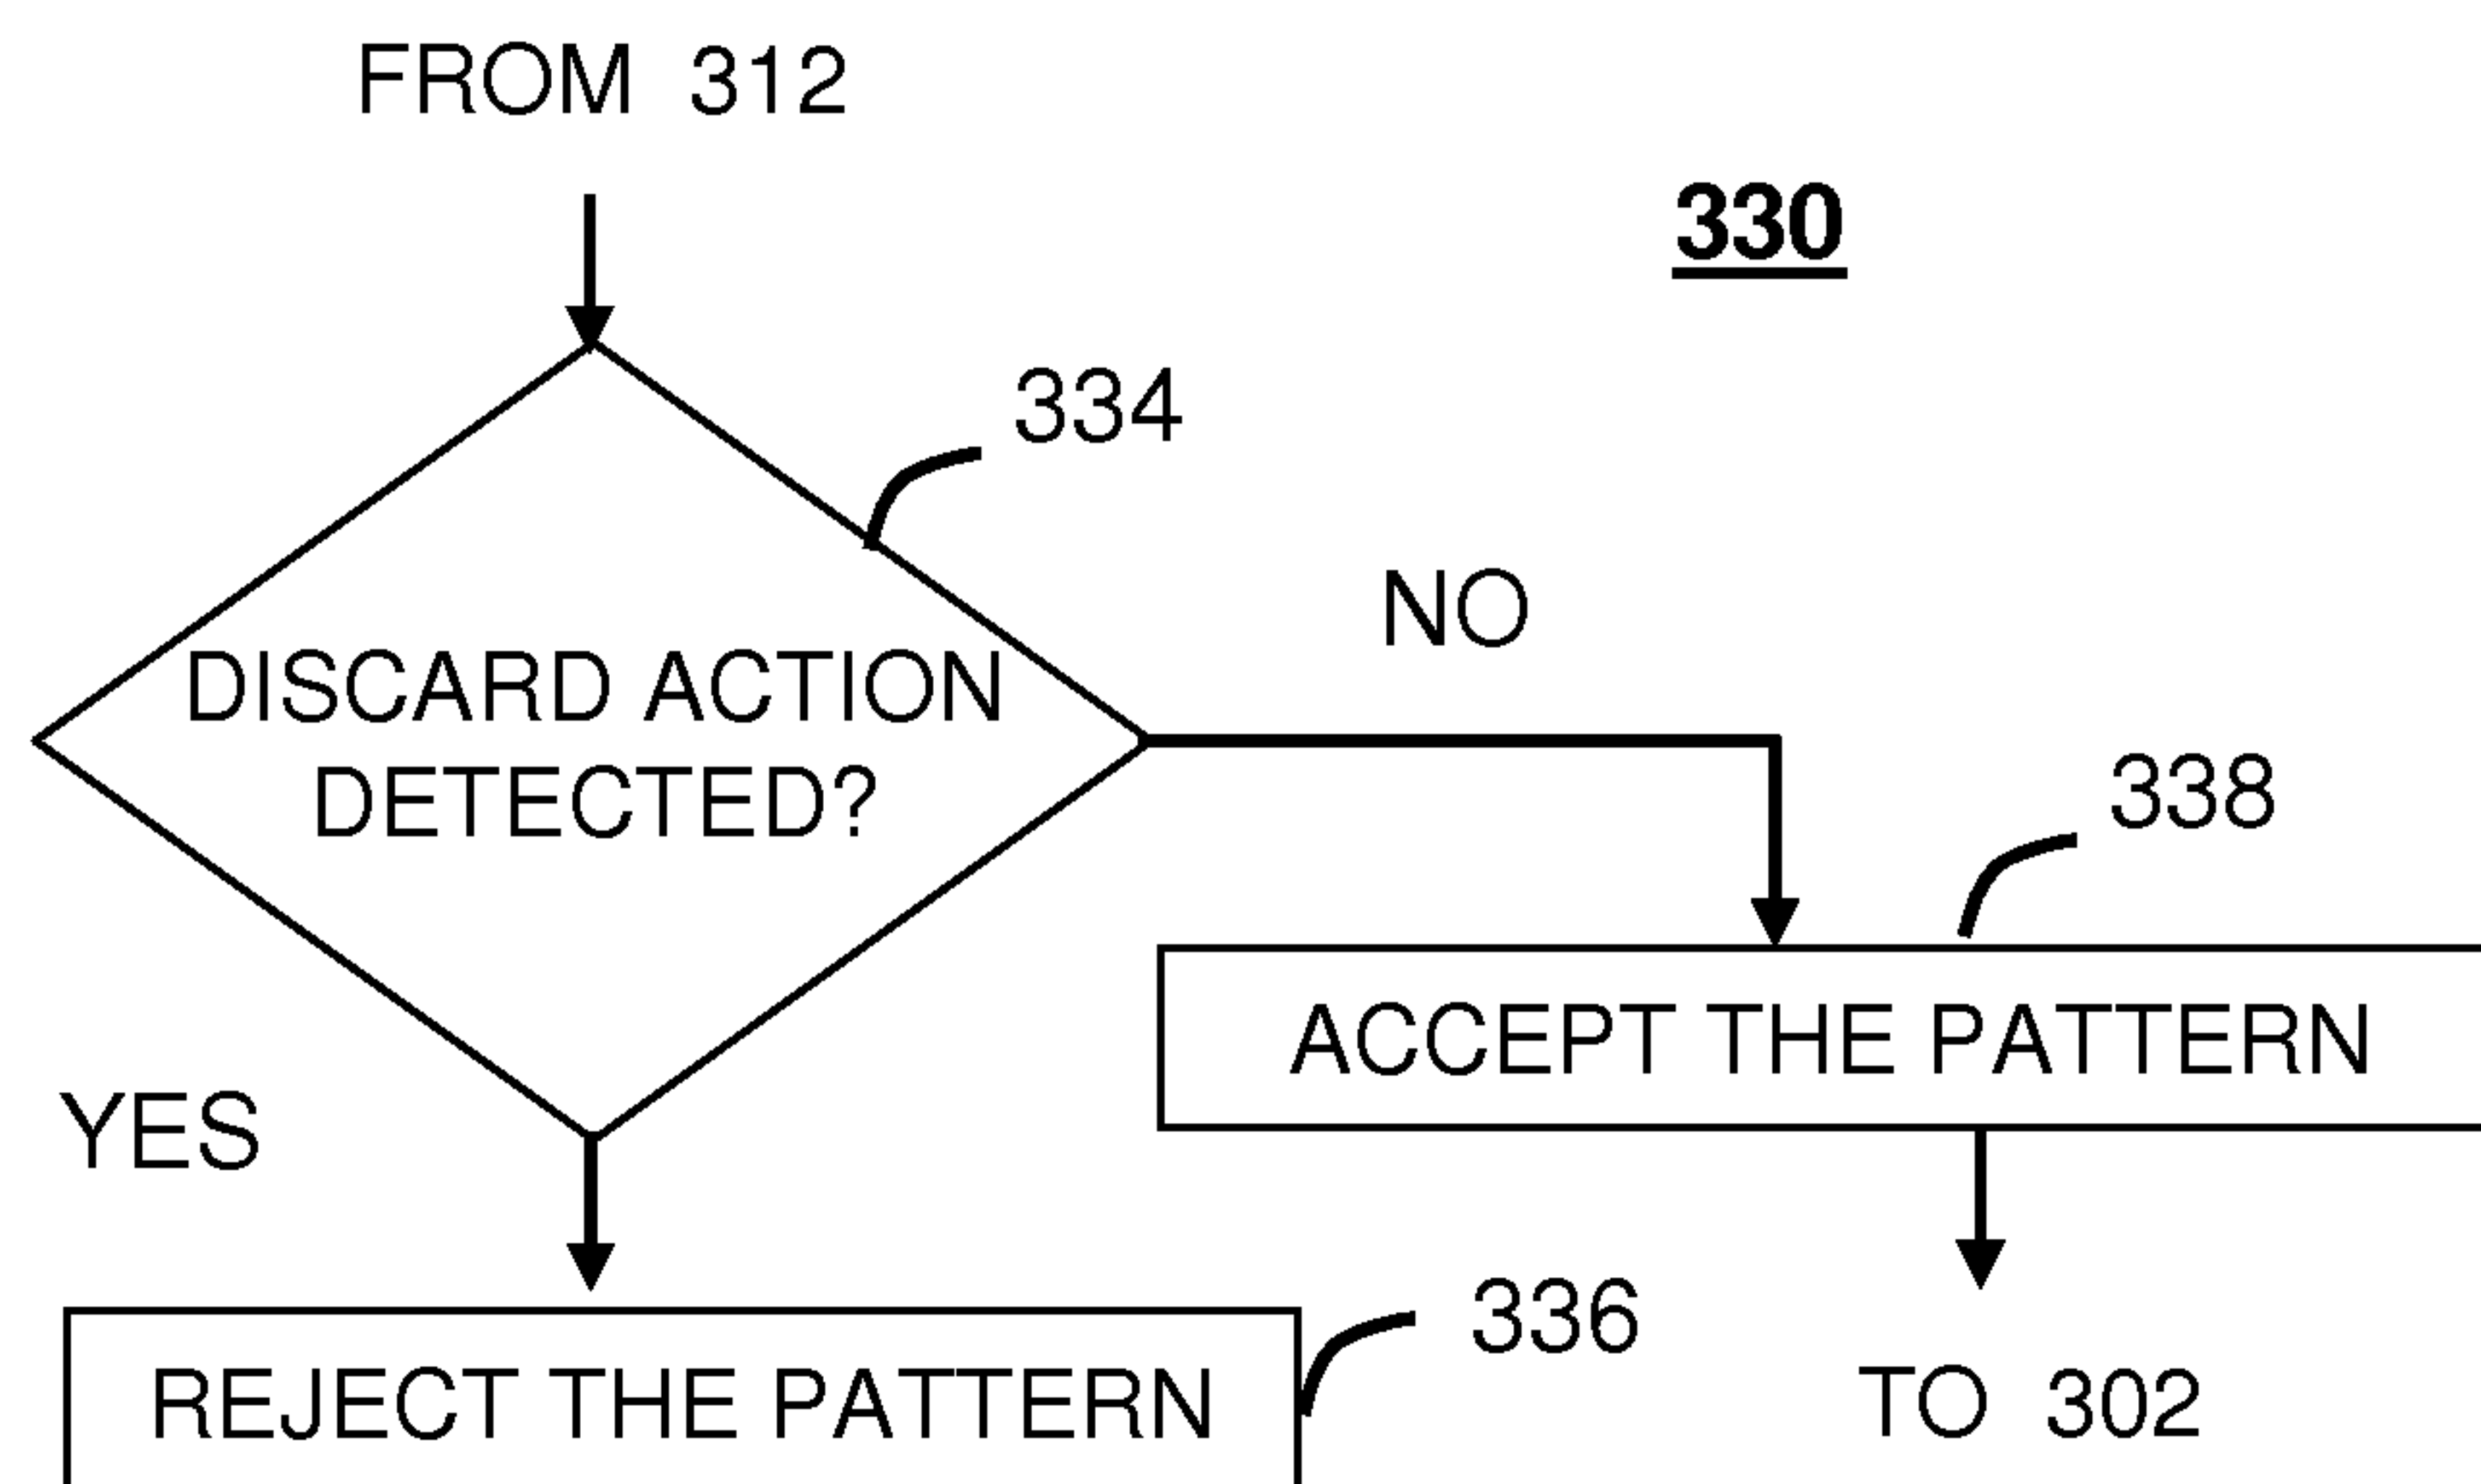 FROM 312
330
334
NO
DISCARD ACTION
DETECTED?
338
ACCEPT THE PATTERN
YES
336
REJECT THE PATTERN
TO 302